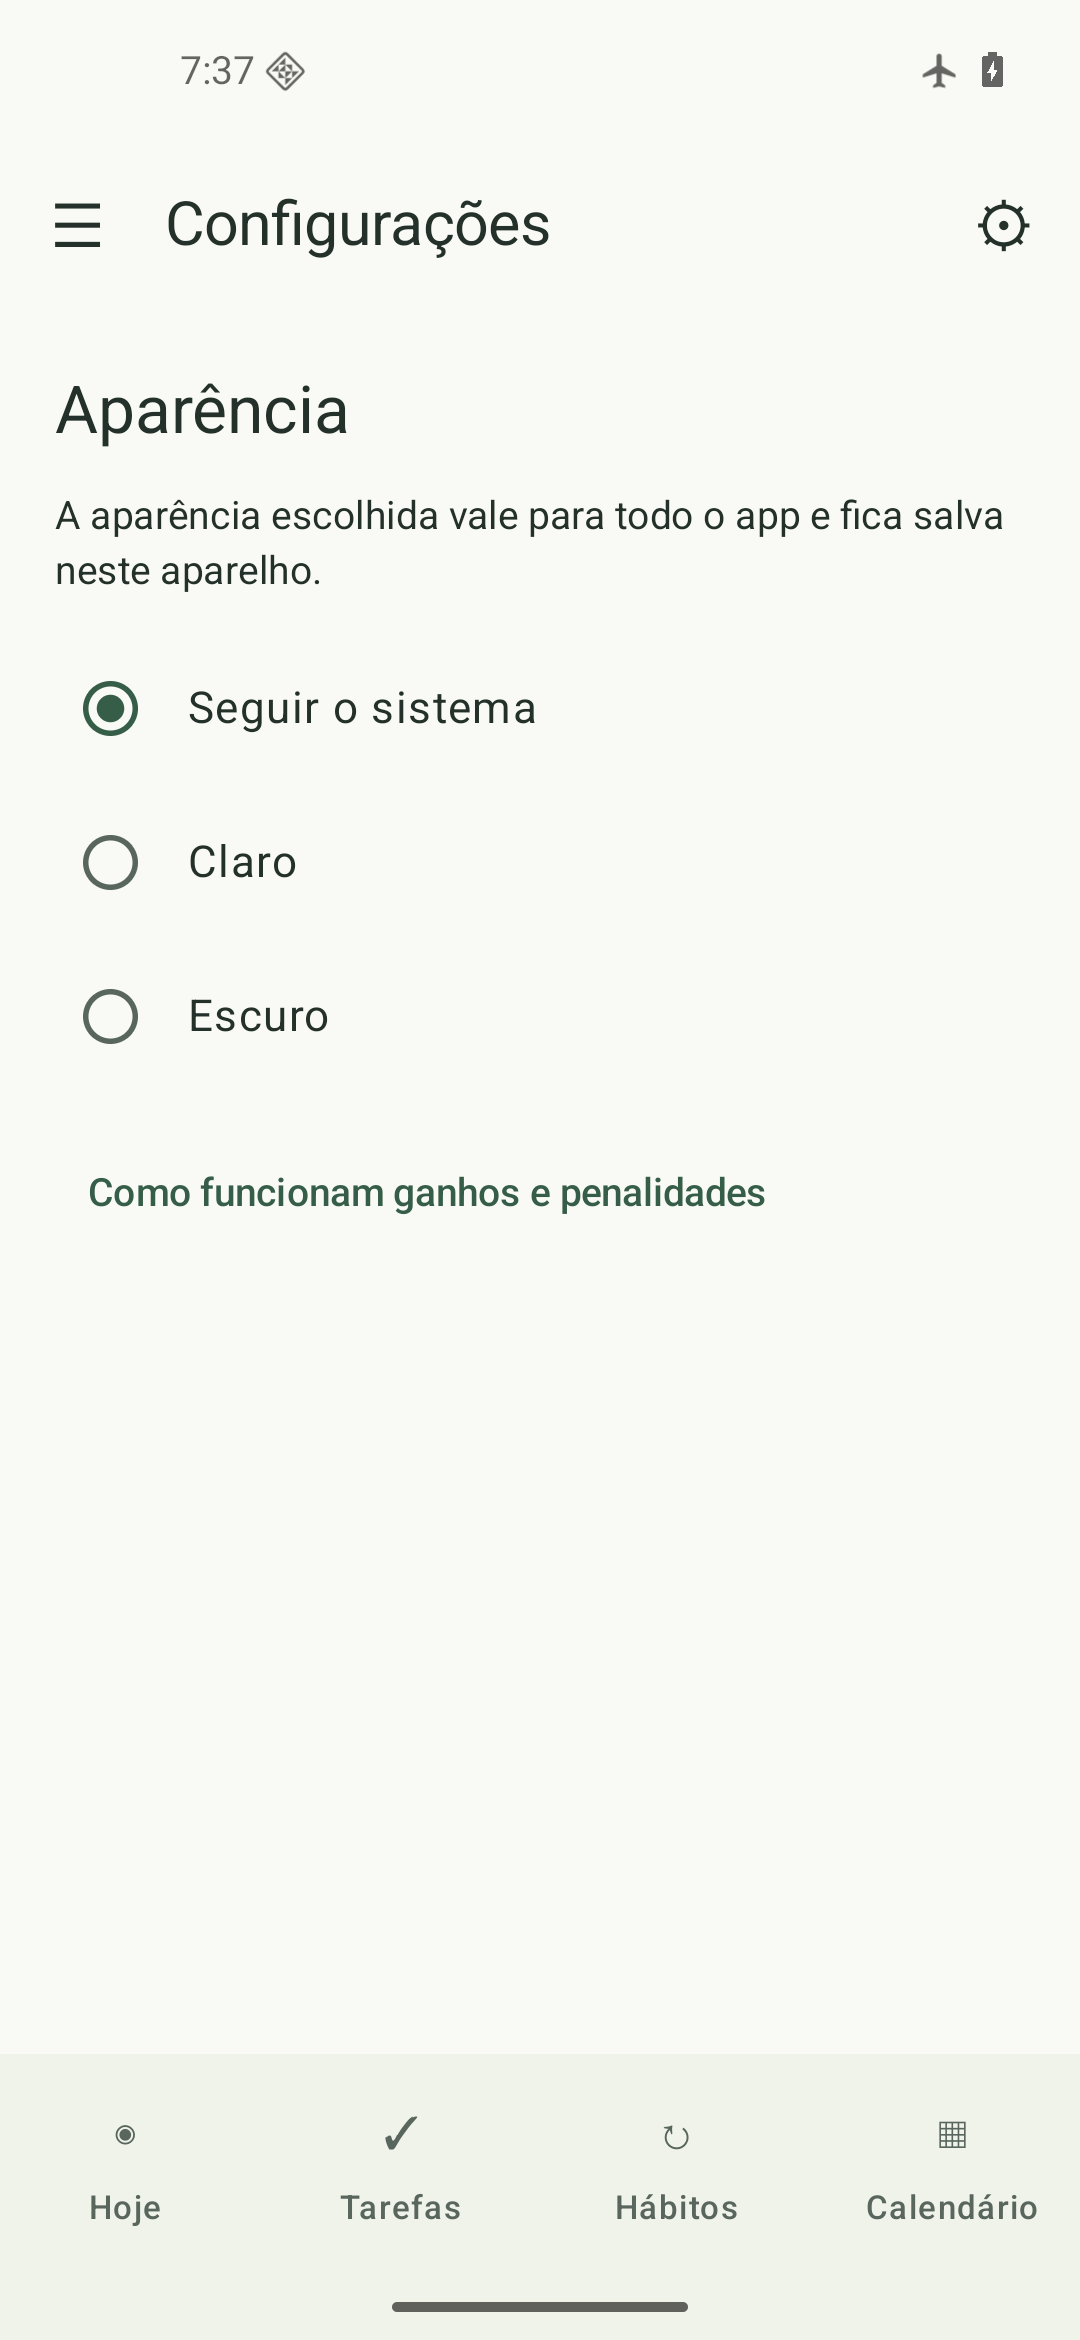 7:37
Configurações
Aparência
A aparência escolhida vale para todo o app e fica salva
neste aparelho.
Seguir o sistema
Claro
Escuro
Como funcionam ganhos e penalidades
Hoje
Tarefas
Hábitos
Calendário